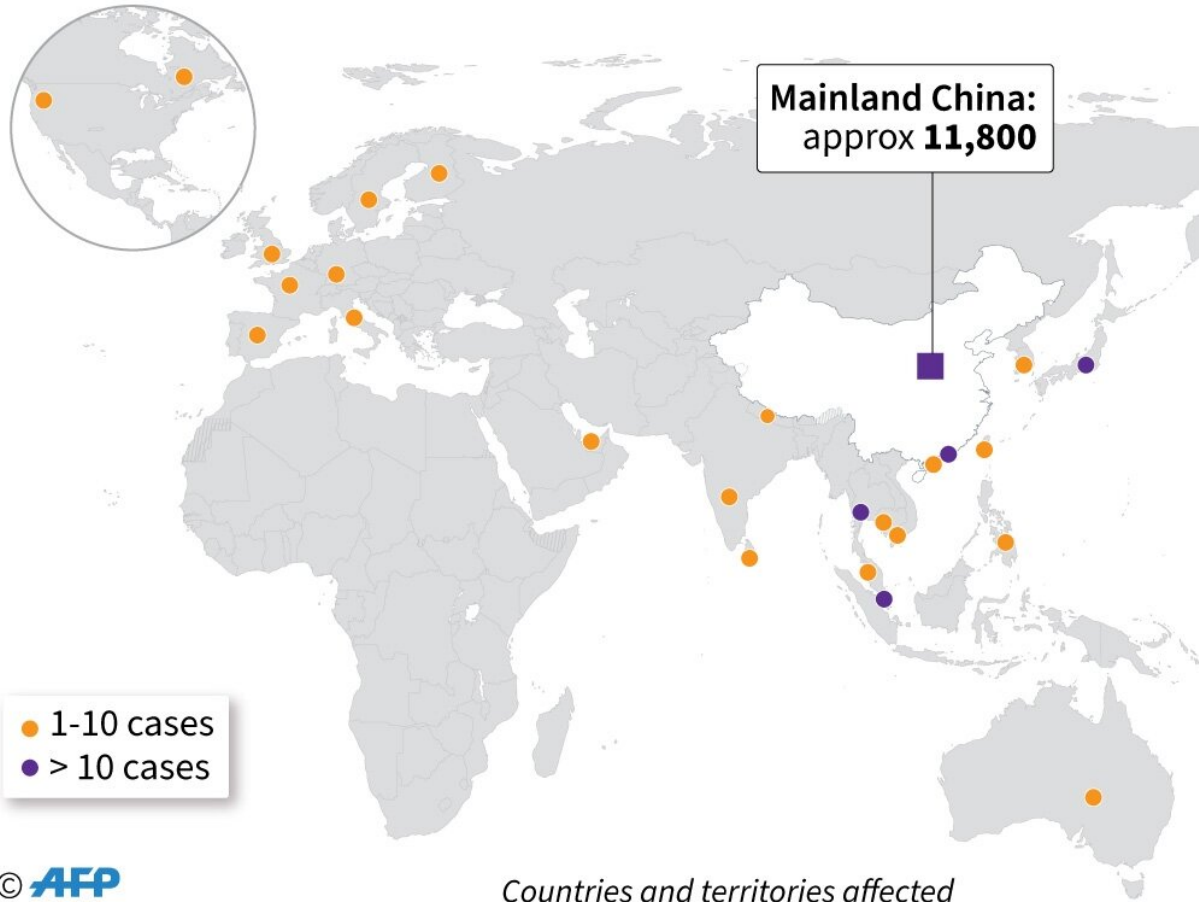 Mainland China:
approx 11,800
1-10 cases
> 10 cases
© AFP
Countries and territories affected